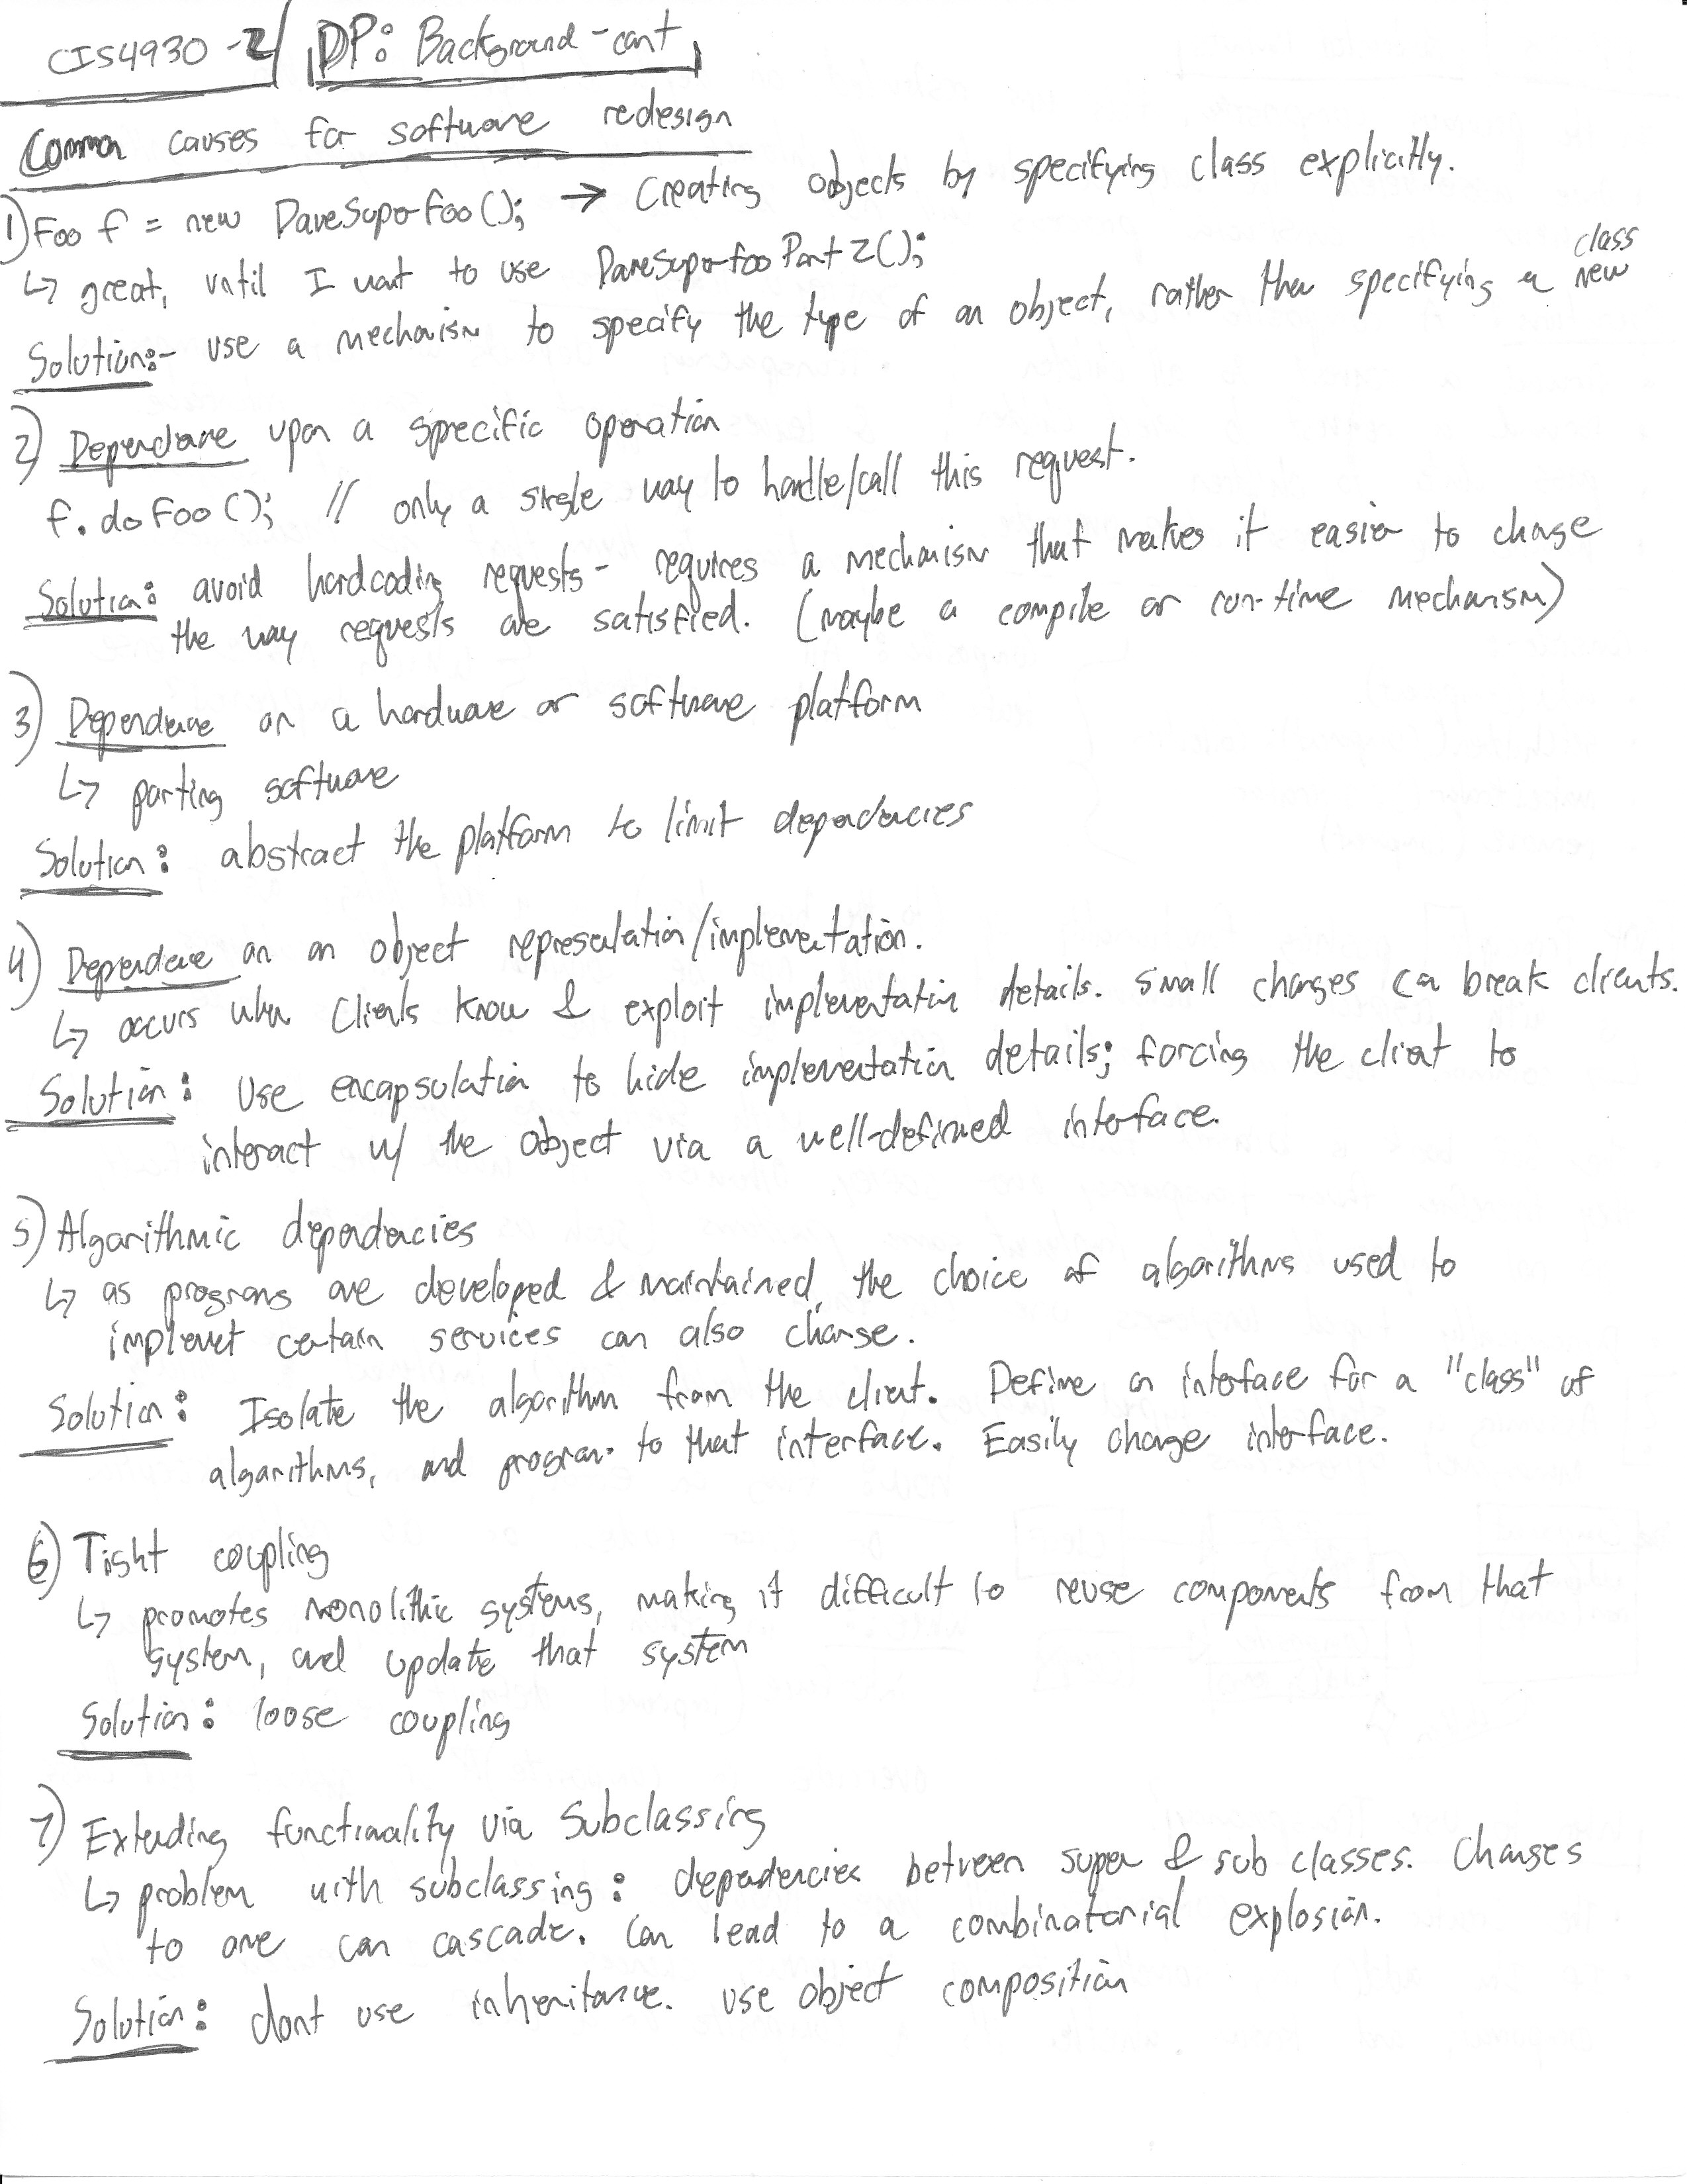 CIS4930-2 DP: Background-cont
Common causes for software redesign
1) Foo f = new DaveSuperFoo(); → Creating objects by specifying class explicitly.
↳ great, until I want to use DaveSuperFooPart2();
class
Solution:- use a mechanism to specify the type of an object, rather than specifying a new
2) Dependence upon a specific operation
f.doFoo(); // only a single way to handle/call this request.
Solution: avoid hardcoding requests - requires a mechanism that makes it easier to change
the way requests are satisfied. (maybe a compile or run-time mechanism)
3) Dependence on a hardware or software platform
↳ porting software
Solution: abstract the platform to limit dependencies
4) Dependence on an object representation/implementation.
↳ occurs when clients know & exploit implementation details. Small changes can break clients.
Solution: Use encapsulation to hide implementation details; forcing the client to
interact w/ the object via a well-defined interface.
5) Algorithmic dependencies
↳ as programs are developed & maintained, the choice of algorithms used to
implement certain services can also change.
Solution: Isolate the algorithm from the client. Define an interface for a "class" of
algorithms, and program to that interface. Easily change interface.
6) Tight coupling
↳ promotes monolithic systems, making it difficult to reuse components from that
system, and update that system
Solution: loose coupling
7) Extending functionality via Subclassing
↳ problem with subclassing: dependencies between super & sub classes. Changes
to one can cascade. Can lead to a combinatorial explosion.
Solution: dont use inheritance. use object composition